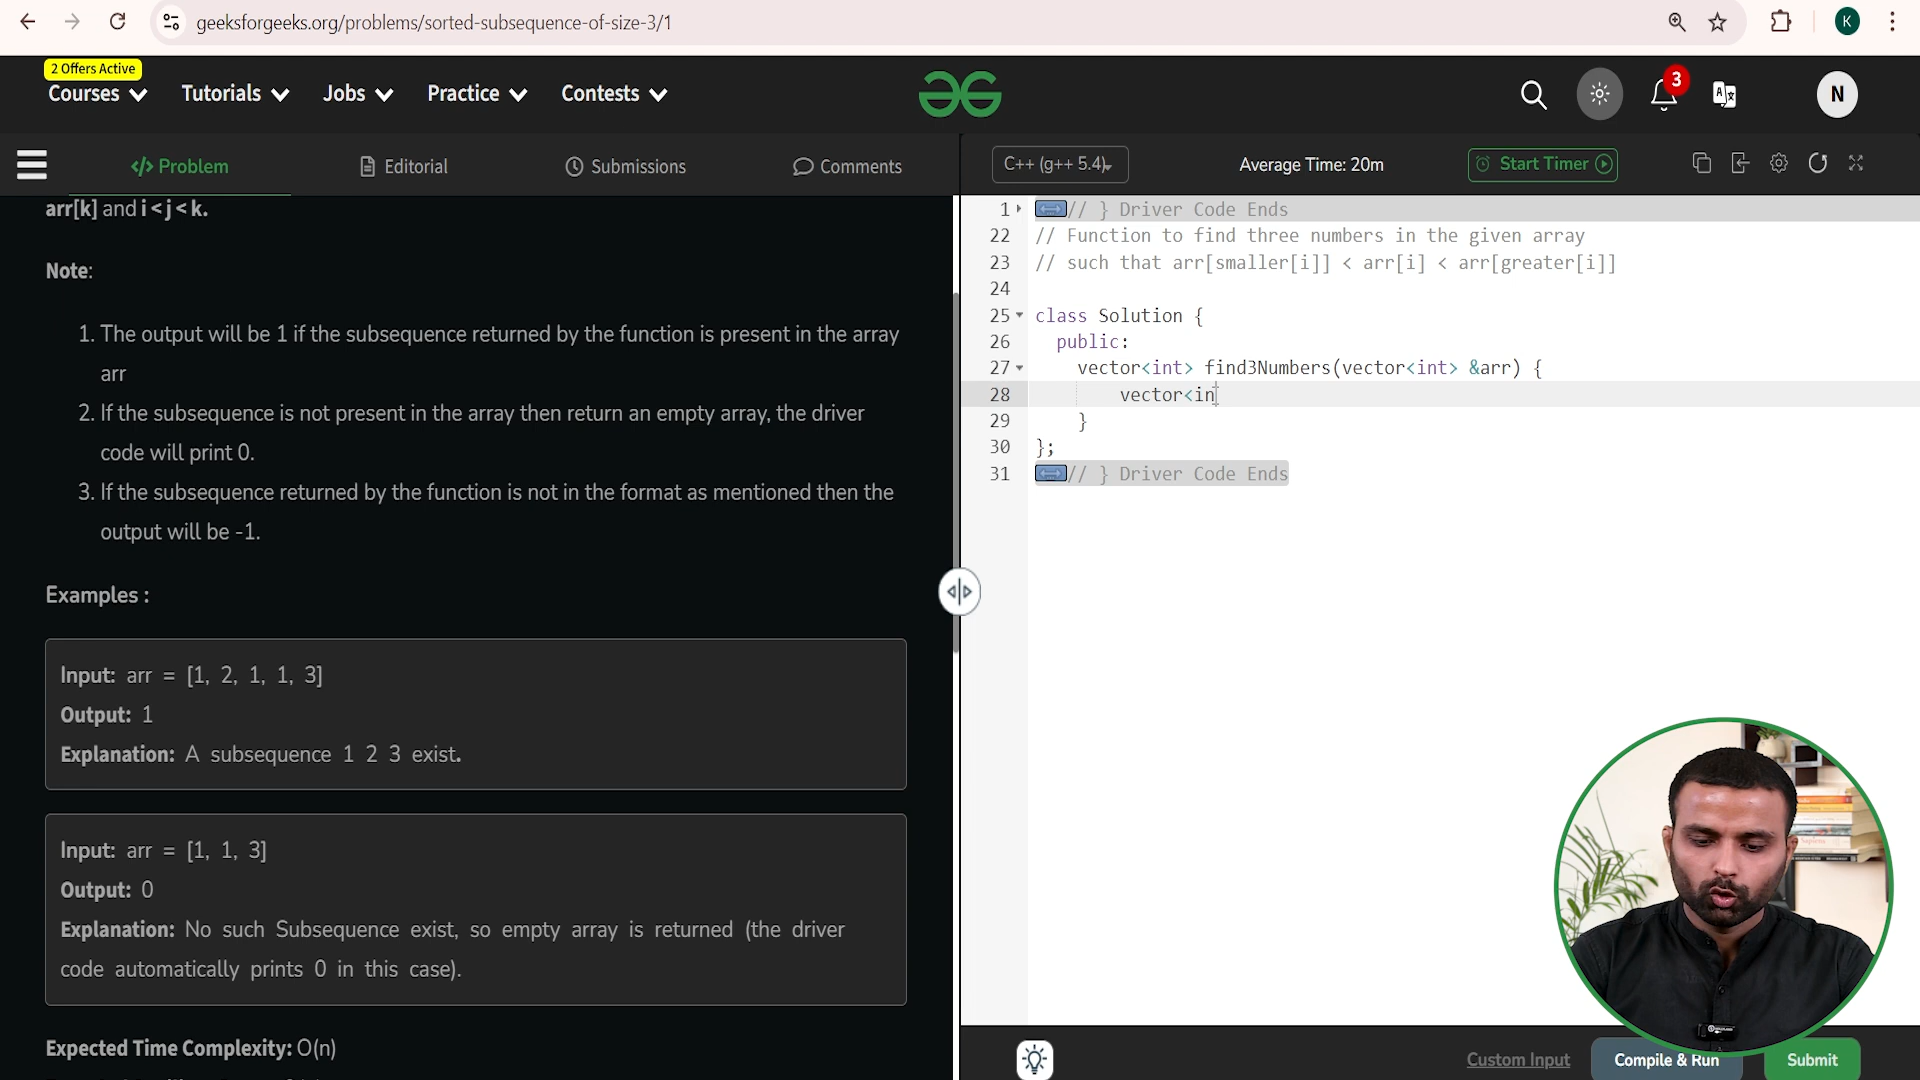 geeksforgeeks.org/problems/sorted-subsequence-of-size-3/1
K
2 Offers Active
Courses
Tutorials
Jobs
Practice
Contests
3
N
</> Problem
Editorial
Submissions
Comments
C++ (g++ 5.4)
Average Time: 20m
Start Timer
arr[k] and i < j < k.
Note:
1. The output will be 1 if the subsequence returned by the function is present in the array
arr
2. If the subsequence is not present in the array then return an empty array, the driver
code will print 0.
3. If the subsequence returned by the function is not in the format as mentioned then the
output will be -1.
Examples :
Input: arr = [1, 2, 1, 1, 3]
Output: 1
Explanation: A subsequence 1 2 3 exist.
Input: arr = [1, 1, 3]
Output: 0
Explanation: No such Subsequence exist, so empty array is returned (the driver
code automatically prints 0 in this case).
Expected Time Complexity: O(n)
1 // } Driver Code Ends
22 // Function to find three numbers in the given array
23 // such that arr[smaller[i]] < arr[i] < arr[greater[i]]
24
25 class Solution {
26 public:
27 vector<int> find3Numbers(vector<int> &arr) {
28 vector<in
29 }
30 };
31 // } Driver Code Ends
Custom Input
Compile & Run
Submit